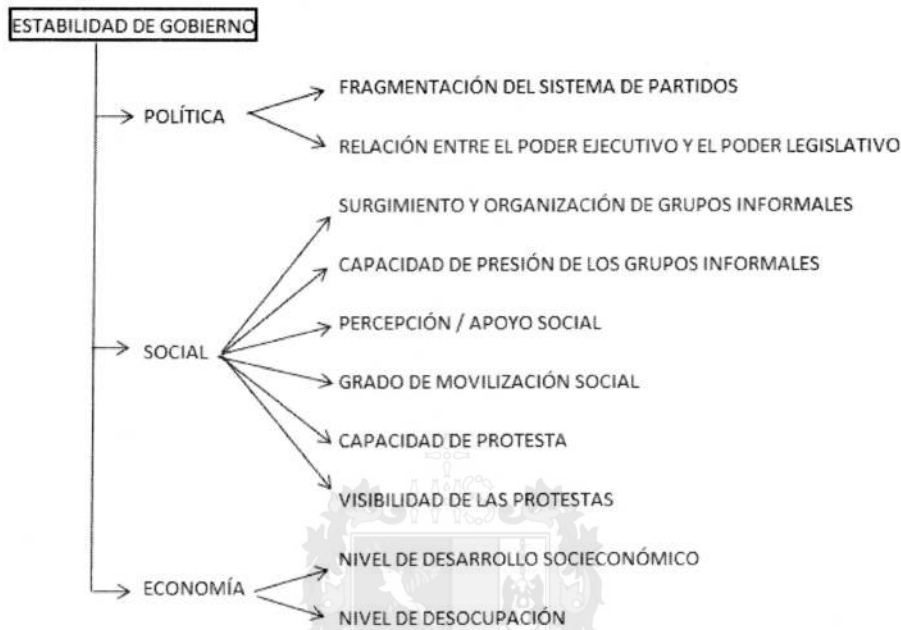 ESTABILIDAD DE GOBIERNO
POLÍTICA
FRAGMENTACIÓN DEL SISTEMA DE PARTIDOS
RELACIÓN ENTRE EL PODER EJECUTIVO Y EL PODER LEGISLATIVO
SOCIAL
SURGIMIENTO Y ORGANIZACIÓN DE GRUPOS INFORMALES
CAPACIDAD DE PRESIÓN DE LOS GRUPOS INFORMALES
PERCEPCIÓN / APOYO SOCIAL
GRADO DE MOVILIZACIÓN SOCIAL
CAPACIDAD DE PROTESTA
VISIBILIDAD DE LAS PROTESTAS
ECONOMÍA
NIVEL DE DESARROLLO SOCIECONÓMICO
NIVEL DE DESOCUPACIÓN